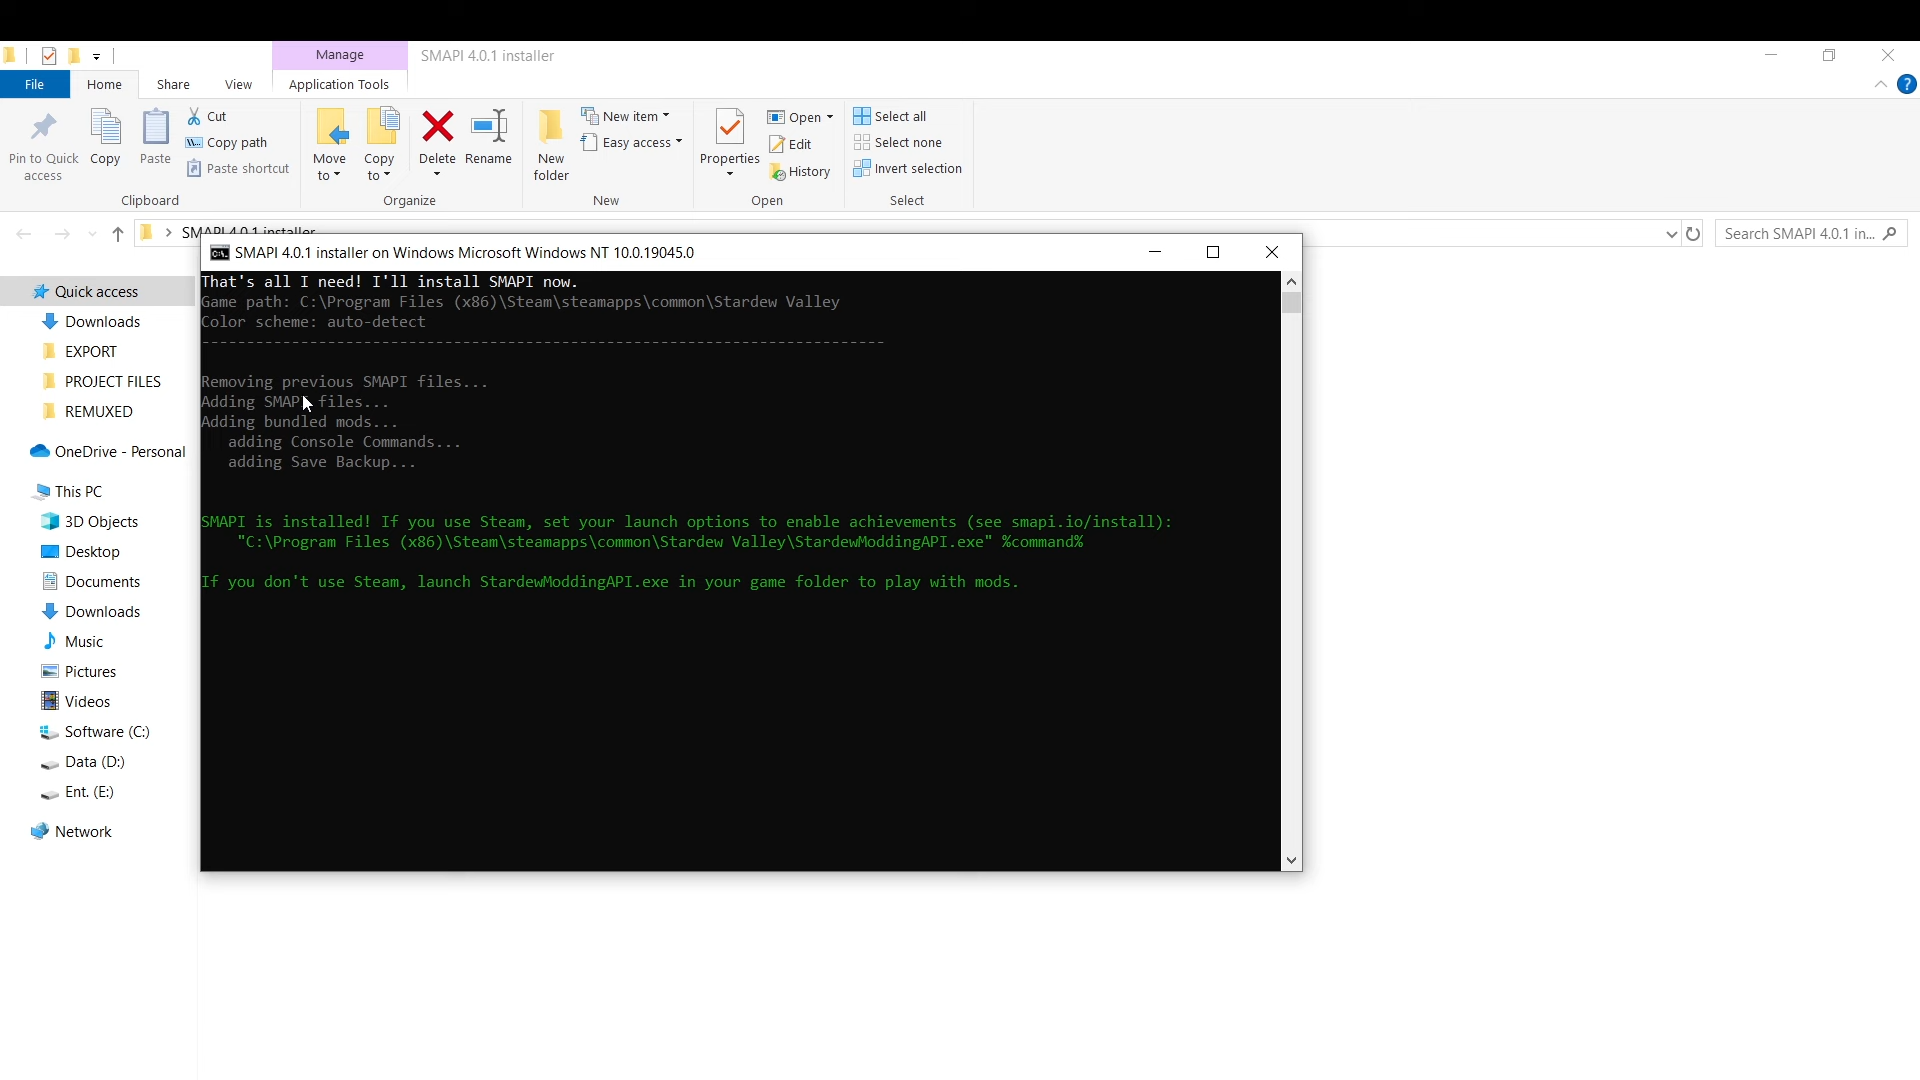 Manage
SMAPI 4.0.1 installer
File
Home
Share
View
Application Tools
Pin to Quick access
Copy
Paste
Cut
Copy path
Paste shortcut
Clipboard
Move to
Copy to
Delete
Rename
Organize
New folder
New item
Easy access
New
Properties
Open
Edit
History
Open
Select all
Select none
Invert selection
Select
SMAPI 4.0.1 installer
Search SMAPI 4.0.1 in...
Quick access
Downloads
EXPORT
PROJECT FILES
REMUXED
OneDrive - Personal
This PC
3D Objects
Desktop
Documents
Downloads
Music
Pictures
Videos
Software (C:)
Data (D:)
Ent. (E:)
Network
SMAPI 4.0.1 installer on Windows Microsoft Windows NT 10.0.19045.0
That's all I need! I'll install SMAPI now.
Game path: C:\Program Files (x86)\Steam\steamapps\common\Stardew Valley
Color scheme: auto-detect
----------------------------------------------------------------------------
Removing previous SMAPI files...
Adding SMAPI files...
Adding bundled mods...
adding Console Commands...
adding Save Backup...
SMAPI is installed! If you use Steam, set your launch options to enable achievements (see smapi.io/install):
"C:\Program Files (x86)\Steam\steamapps\common\Stardew Valley\StardewModdingAPI.exe" %command%
If you don't use Steam, launch StardewModdingAPI.exe in your game folder to play with mods.